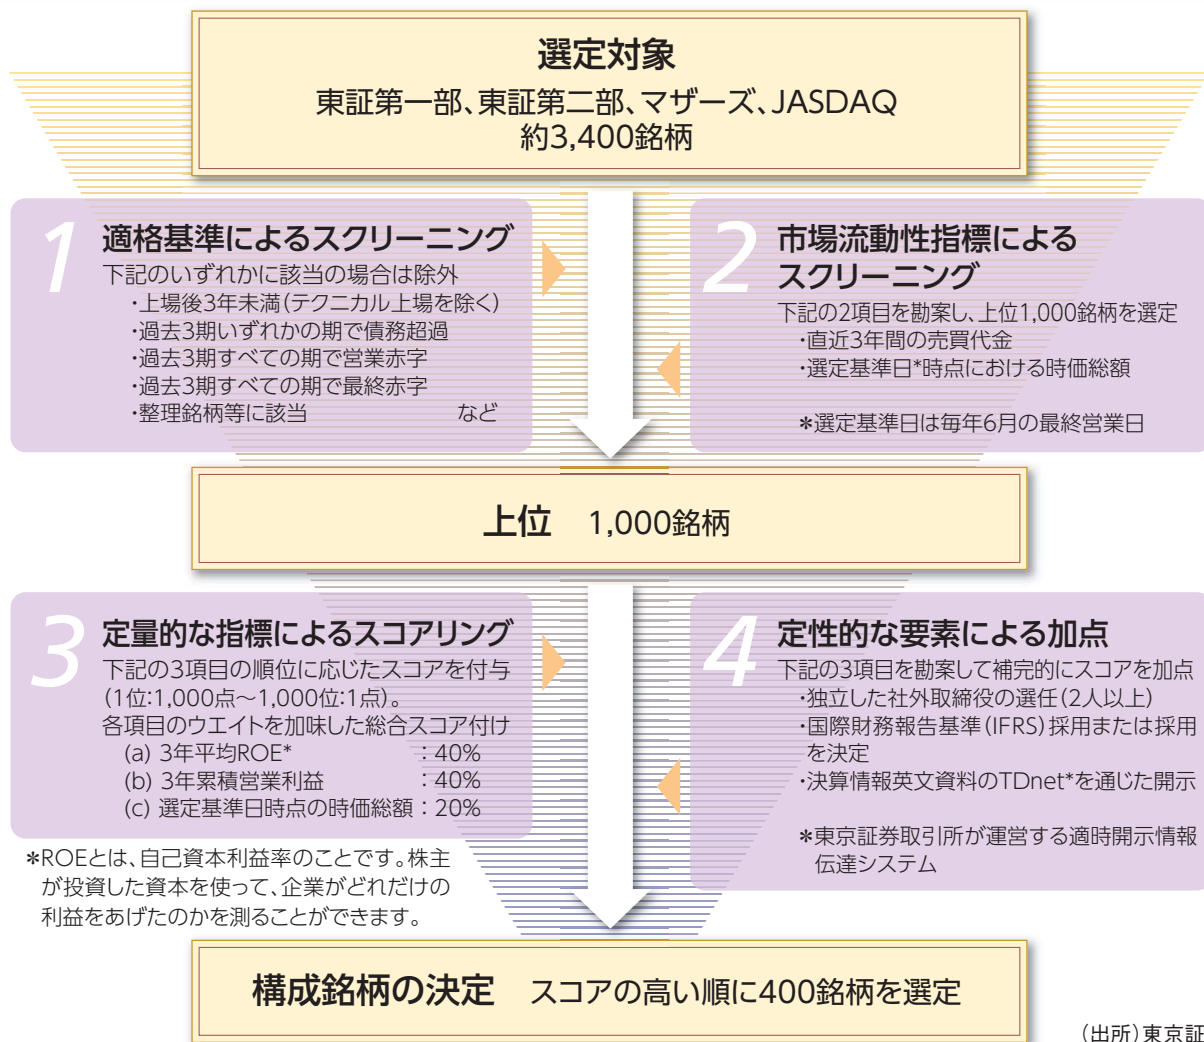 選定対象
東証第一部、東証第二部、マザーズ、JASDAQ
約3,400銘柄
1 適格基準によるスクリーニング
下記のいずれかに該当の場合は除外
・上場後3年未満(テクニカル上場を除く)
・過去3期いずれかの期で債務超過
・過去3期すべての期で営業赤字
・過去3期すべての期で最終赤字
・整理銘柄等に該当 など
2 市場流動性指標による
スクリーニング
下記の2項目を勘案し、上位1,000銘柄を選定
・直近3年間の売買代金
・選定基準日*時点における時価総額
*選定基準日は毎年6月の最終営業日
上位 1,000銘柄
3 定量的な指標によるスコアリング
下記の3項目の順位に応じたスコアを付与
(1位:1,000点～1,000位:1点)。
各項目のウエイトを加味した総合スコア付け
(a) 3年平均ROE* : 40%
(b) 3年累積営業利益 : 40%
(c) 選定基準日時点の時価総額 : 20%
*ROEとは、自己資本利益率のことです。株主
が投資した資本を使って、企業がどれだけの
利益をあげたのかを測ることができます。
4 定性的な要素による加点
下記の3項目を勘案して補完的にスコアを加点
・独立した社外取締役の選任(2人以上)
・国際財務報告基準(IFRS)採用または採用
を決定
・決算情報英文資料のTDnet*を通じた開示
*東京証券取引所が運営する適時開示情報
伝達システム
構成銘柄の決定 スコアの高い順に400銘柄を選定
(出所)東京証